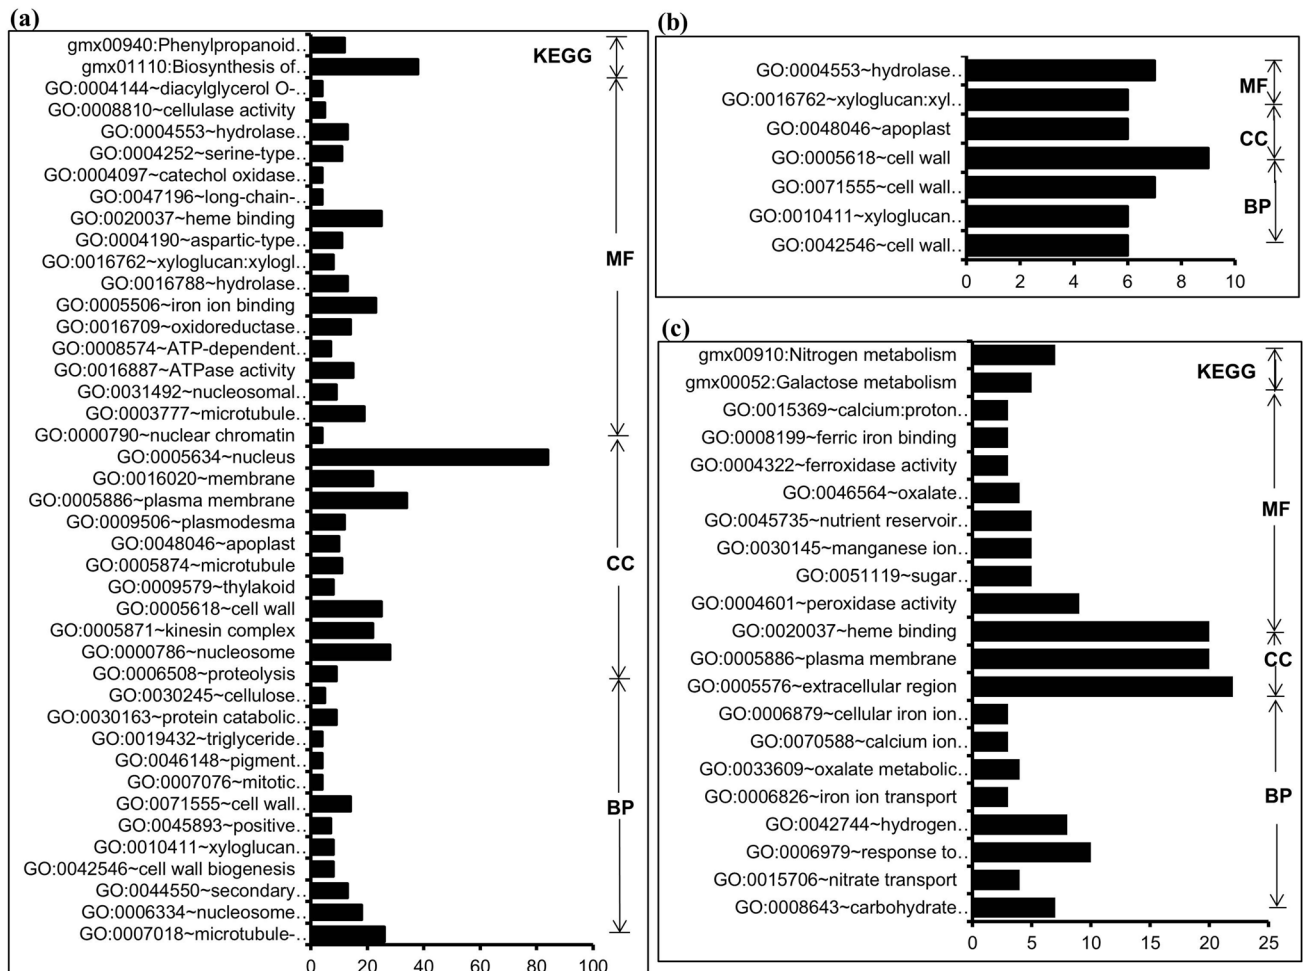 (a)
gmx00940:Phenylpropanoid..
gmx01110:Biosynthesis of..
GO:0004144~diacylglycerol O-..
GO:0008810~cellulase activity
GO:0004553~hydrolase..
GO:0004252~serine-type..
GO:0004097~catechol oxidase..
GO:0047196~long-chain-..
GO:0020037~heme binding
GO:0004190~aspartic-type..
GO:0016762~xyloglucan:xylogl..
GO:0016788~hydrolase..
GO:0005506~iron ion binding
GO:0016709~oxidoreductase..
GO:0008574~ATP-dependent..
GO:0016887~ATPase activity
GO:0031492~nucleosomal..
GO:0003777~microtubule..
GO:0000790~nuclear chromatin
GO:0005634~nucleus
GO:0016020~membrane
GO:0005886~plasma membrane
GO:0009506~plasmodesma
GO:0048046~apoplast
GO:0005874~microtubule
GO:0009579~thylakoid
GO:0005618~cell wall
GO:0005871~kinesin complex
GO:0000786~nucleosome
GO:0006508~proteolysis
GO:0030245~cellulose..
GO:0030163~protein catabolic..
GO:0019432~triglyceride..
GO:0046148~pigment..
GO:0007076~mitotic..
GO:0071555~cell wall..
GO:0045893~positive..
GO:0010411~xyloglucan..
GO:0042546~cell wall biogenesis
GO:0044550~secondary..
GO:0006334~nucleosome..
GO:0007018~microtubule-..
0 20 40 60 80 100
KEGG
MF
CC
BP
(b)
GO:0004553~hydrolase..
GO:0016762~xyloglucan:xyl..
GO:0048046~apoplast
GO:0005618~cell wall
GO:0071555~cell wall..
GO:0010411~xyloglucan..
GO:0042546~cell wall..
0 2 4 6 8 10
MF
CC
BP
(c)
gmx00910:Nitrogen metabolism
gmx00052:Galactose metabolism
GO:0015369~calcium:proton..
GO:0008199~ferric iron binding
GO:0004322~ferroxidase activity
GO:0046564~oxalate..
GO:0045735~nutrient reservoir..
GO:0030145~manganese ion..
GO:0051119~sugar..
GO:0004601~peroxidase activity
GO:0020037~heme binding
GO:0005886~plasma membrane
GO:0005576~extracellular region
GO:0006879~cellular iron ion..
GO:0070588~calcium ion..
GO:0033609~oxalate metabolic..
GO:0006826~iron ion transport
GO:0042744~hydrogen..
GO:0006979~response to..
GO:0015706~nitrate transport
GO:0008643~carbohydrate..
0 5 10 15 20 25
KEGG
MF
CC
BP